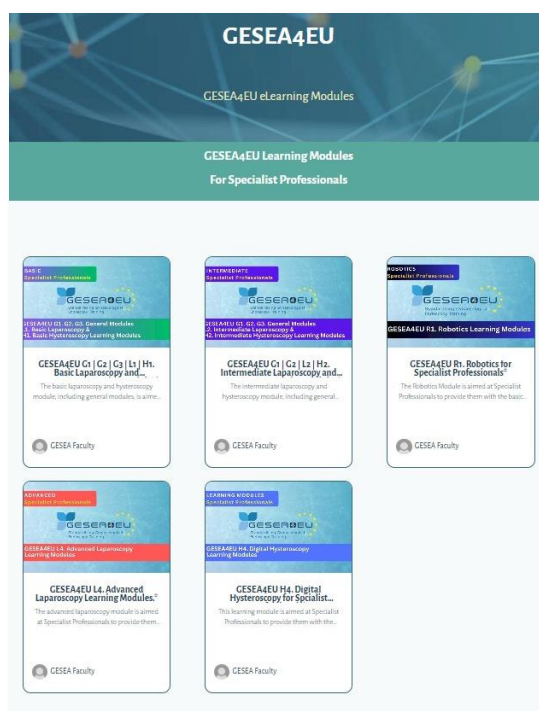 GESEA4EU
GESEA4EU eLearning Modules
GESEA4EU Learning Modules
For Specialist Professionals
BASIC
Specialist Professionals
GESEA4EU
GESEA4EU G1, G2, G3. General Modules
L1. Basic Laparoscopy &
H1. Basic Hysteroscopy Learning Modules
GESEA4EU G1 | G2 | G3 | L1 | H1.
Basic Laparoscopy and...
The basic laparoscopy and hysteroscopy
module, including general modules, is aime...
GESEA Faculty
INTERMEDIATE
Specialist Professionals
GESEA4EU
GESEA4EU G1, G2, G3. General Modules
L2. Intermediate Laparoscopy &
H2. Intermediate Hysteroscopy Learning Modules
GESEA4EU G1 | G2 | L2 | H2.
Intermediate Laparoscopy and...
The intermediate laparoscopy and
hysteroscopy module, including general...
GESEA Faculty
ROBOTICS
Specialist Professionals
GESEA4EU
GESEA4EU R1. Robotics Learning Modules
GESEA4EU R1. Robotics for
Specialist Professionals°
The Robotics Module is aimed at Specialist
Professionals to provide them with the basic...
GESEA Faculty
ADVANCED
Specialist Professionals
GESEA4EU
GESEA4EU L4. Advanced Laparoscopy
Learning Modules
GESEA4EU L4. Advanced
Laparoscopy Learning Modules.°
The advanced laparoscopy module is aimed
at Specialist Professionals to provide them...
GESEA Faculty
LEARNING MODULES
Specialist Professionals
GESEA4EU
GESEA4EU H4. Digital Hysteroscopy
Learning Modules
GESEA4EU H4. Digital
Hysteroscopy for Spcialist...
This learning module is aimed at Specialist
Professionals to provide them with the...
GESEA Faculty